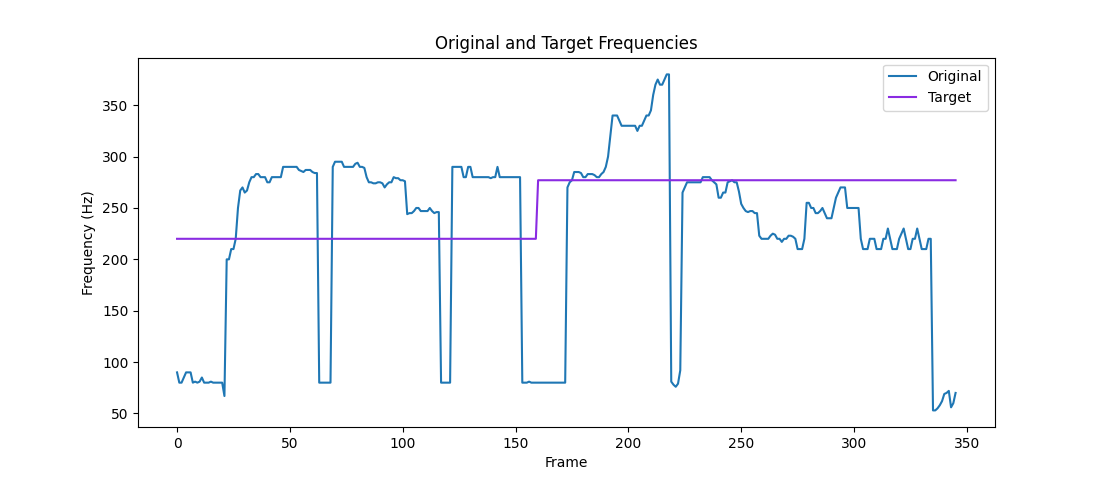 Original and Target Frequencies
Original
Target
Frequency (Hz)
350
300
250
200
150
100
50
0 50 100 150 200 250 300 350
Frame